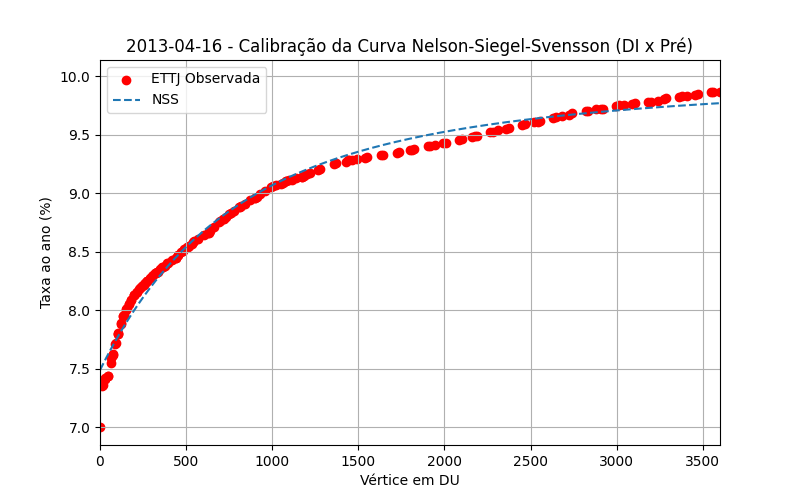 2013-04-16 - Calibração da Curva Nelson-Siegel-Svensson (DI x Pré)
ETTJ Observada
NSS
Taxa ao ano (%)
10.0
9.5
9.0
8.5
8.0
7.5
7.0
0 500 1000 1500 2000 2500 3000 3500
Vértice em DU